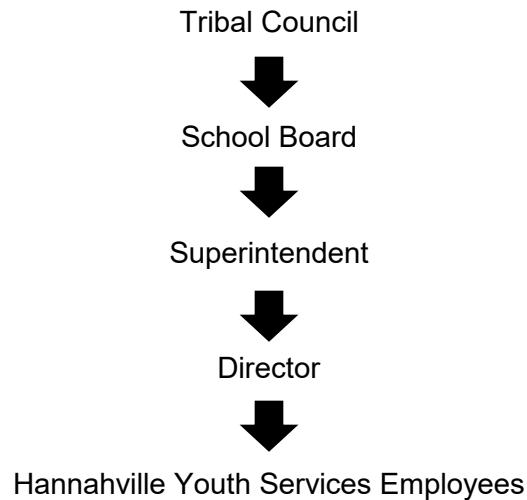 Tribal Council
School Board
Superintendent
Director
Hannahville Youth Services Employees